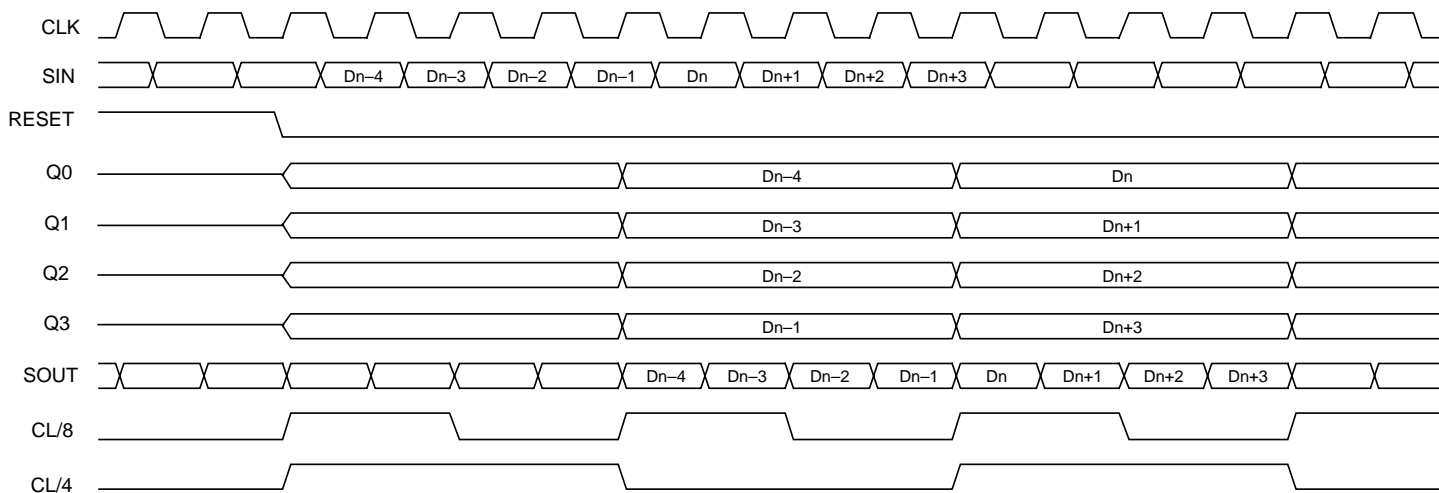 CLK
SIN Dn–4 Dn–3 Dn–2 Dn–1 Dn Dn+1 Dn+2 Dn+3
RESET
Q0 Dn–4 Dn
Q1 Dn–3 Dn+1
Q2 Dn–2 Dn+2
Q3 Dn–1 Dn+3
SOUT Dn–4 Dn–3 Dn–2 Dn–1 Dn Dn+1 Dn+2 Dn+3
CL/8
CL/4